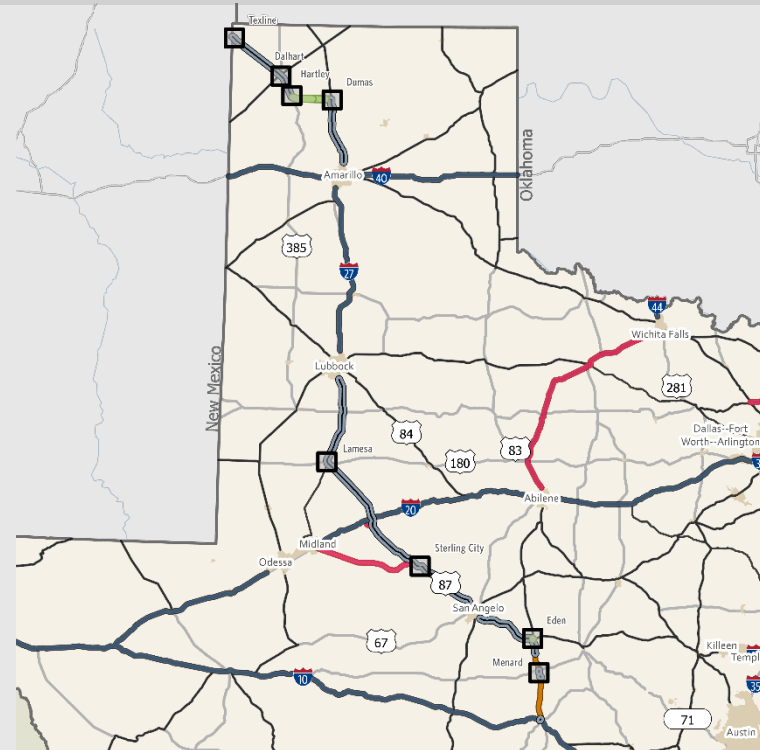 Texline
Dalhart
Hartley
Dumas
Oklahoma
Amarillo
40
385
27
44
Wichita Falls
New Mexico
Lubbock
281
84
83
Dallas--Fort
Worth--Arlington
Lamesa
180
20
Abilene
Midland
Sterling City
Odessa
87
San Angelo
Eden
67
Killeen
Templ
Menard
10
35
71
Austin